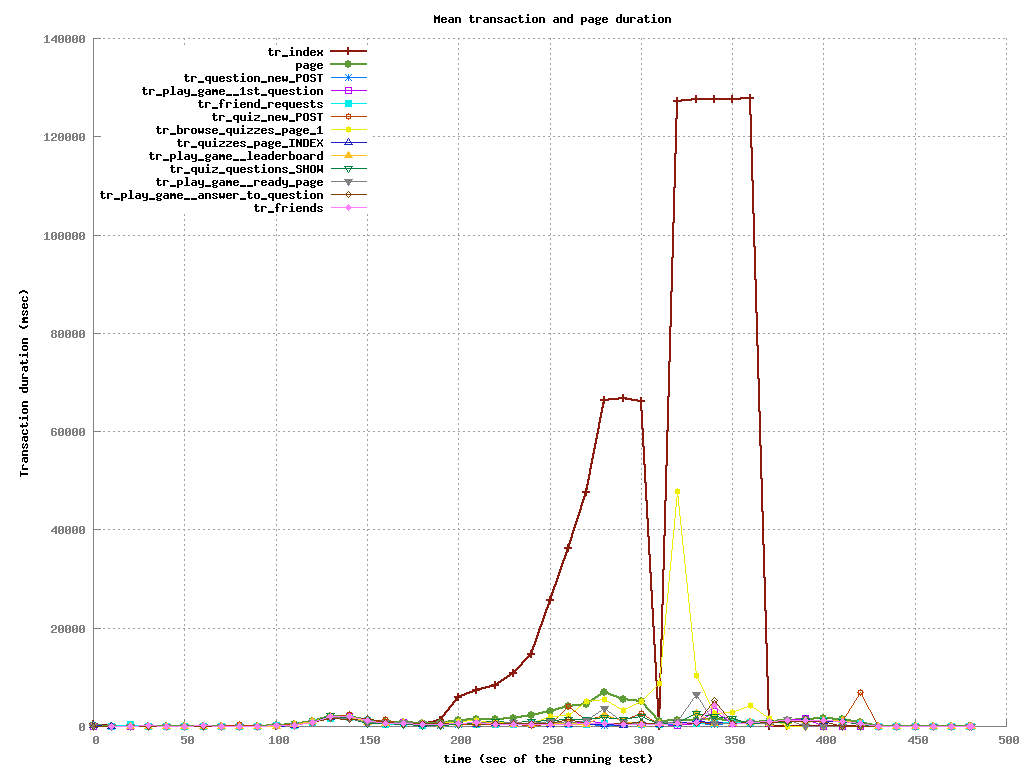 Mean transaction and page duration
140000
120000
100000
80000
60000
40000
20000
0
Transaction duration (msec)
tr_index
page
tr_question_new_POST
tr_play_game__1st_question
tr_friend_requests
tr_quiz_new_POST
tr_browse_quizzes_page_1
tr_quizzes_page_INDEX
tr_play_game__leaderboard
tr_quiz_questions_SHOW
tr_play_game__ready_page
tr_play_game__answer_to_question
tr_friends
0 50 100 150 200 250 300 350 400 450 500
time (sec of the running test)